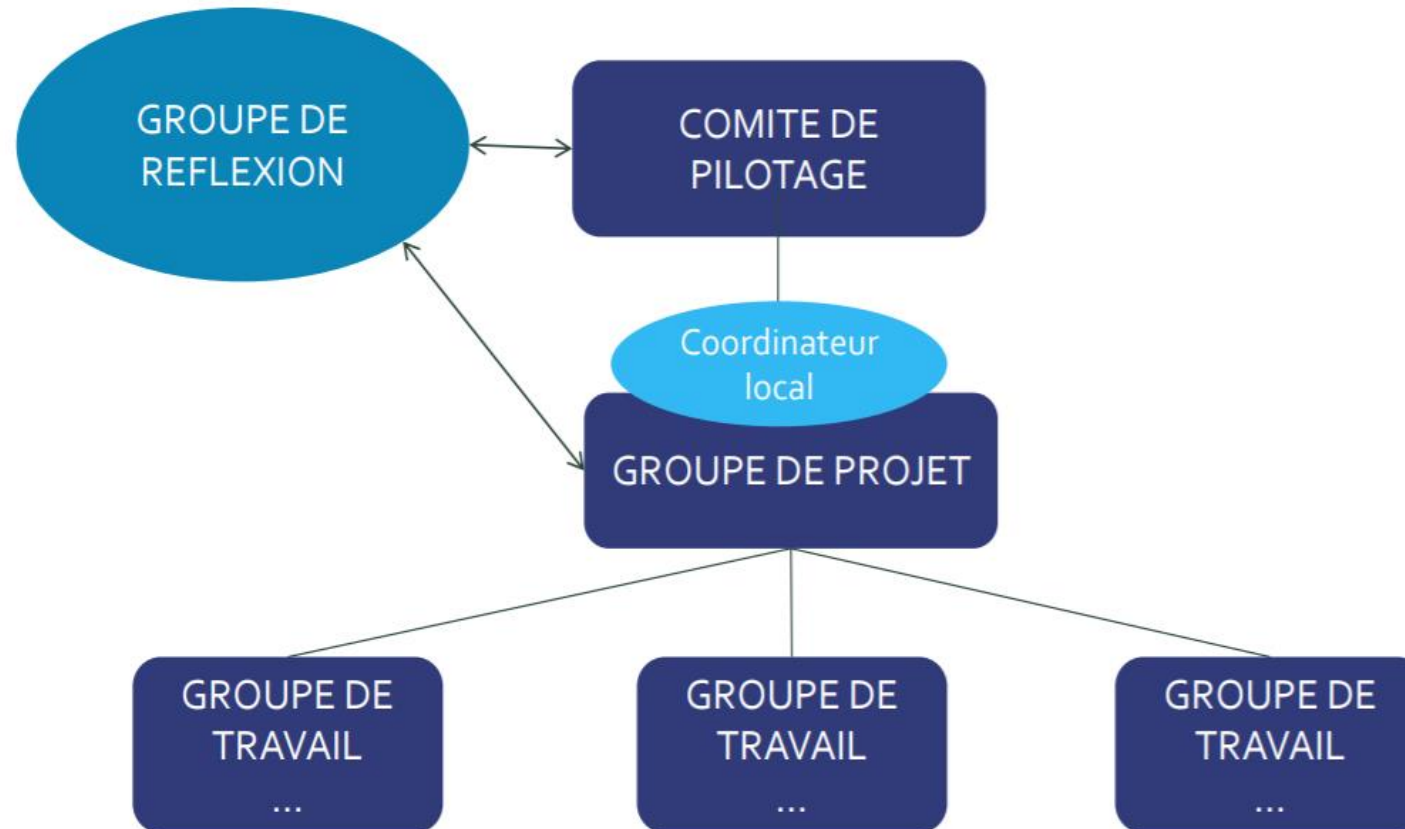 GROUPE DE
REFLEXION
COMITE DE
PILOTAGE
Coordinateur
local
GROUPE DE PROJET
GROUPE DE
TRAVAIL
...
GROUPE DE
TRAVAIL
...
GROUPE DE
TRAVAIL
...